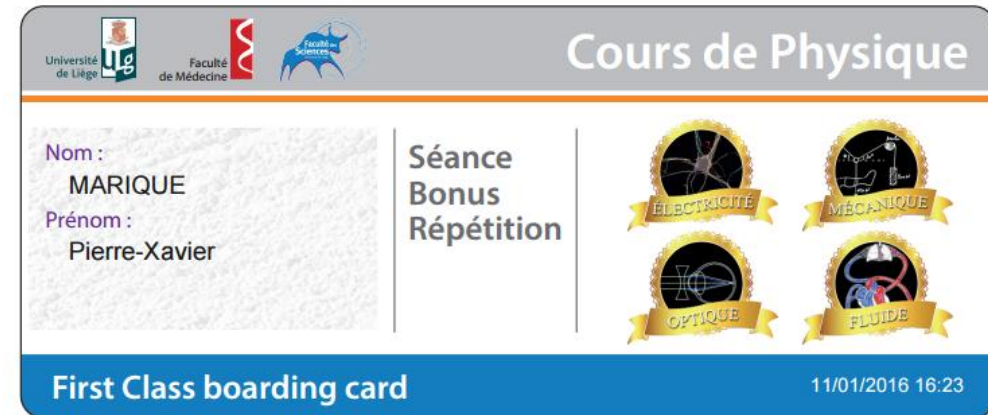 Université
de Liège
ULg
Faculté
de Médecine
Faculté des
Sciences
Cours de Physique
Nom :
MARIQUE
Prénom :
Pierre-Xavier
Séance
Bonus
Répétition
ÉLECTRICITÉ
MÉCANIQUE
OPTIQUE
FLUIDE
First Class boarding card
11/01/2016 16:23